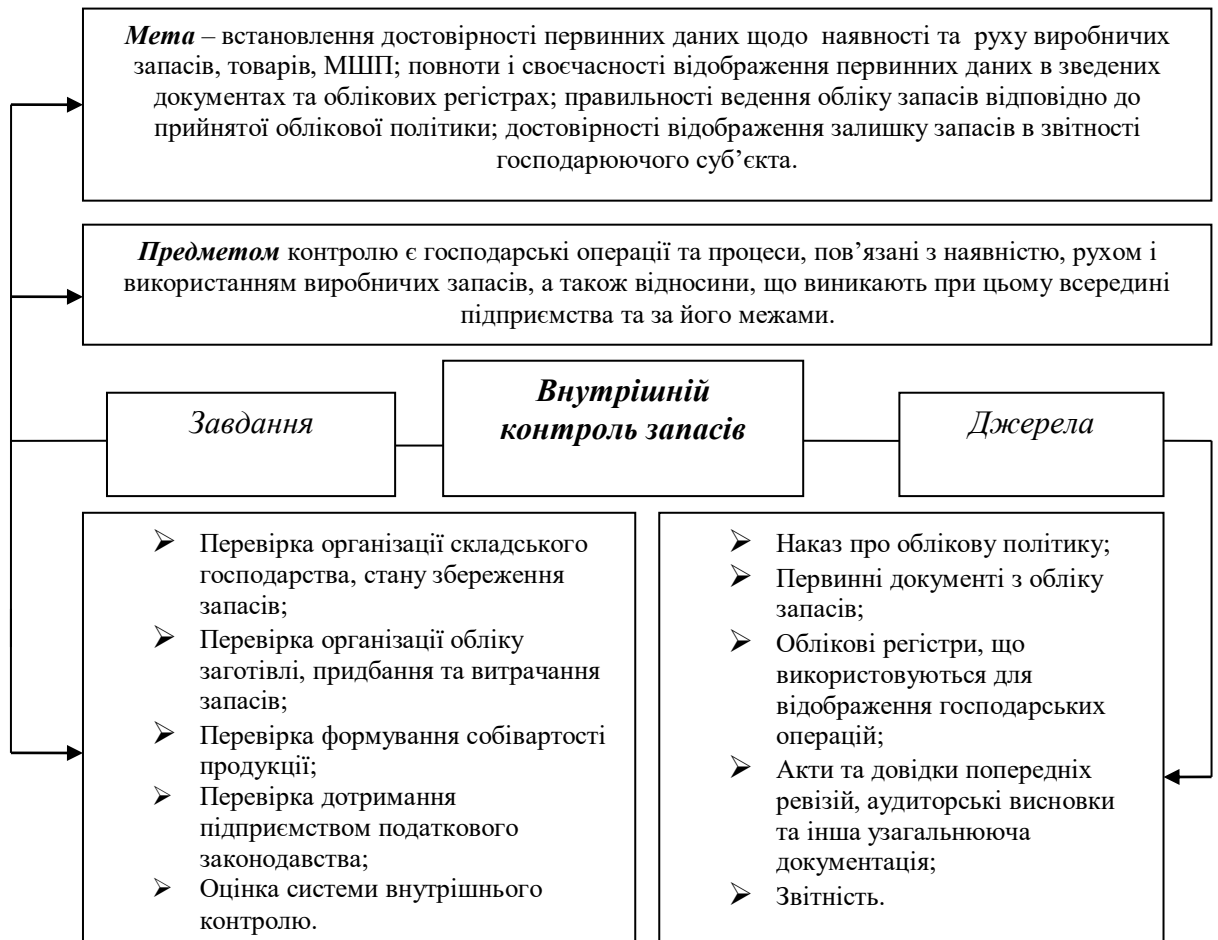 Мета – встановлення достовірності первинних даних щодо наявності та руху виробничих
запасів, товарів, МШП; повноти і своєчасності відображення первинних даних в зведених
документах та облікових регістрах; правильності ведення обліку запасів відповідно до
прийнятої облікової політики; достовірності відображення залишку запасів в звітності
господарюючого суб’єкта.
Предметом контролю є господарські операції та процеси, пов’язані з наявністю, рухом і
використанням виробничих запасів, а також відносини, що виникають при цьому всередині
підприємства та за його межами.
Завдання
Внутрішній
контроль запасів
Джерела
➢ Перевірка організації складського
господарства, стану збереження
запасів;
➢ Перевірка організації обліку
заготівлі, придбання та витрачання
запасів;
➢ Перевірка формування собівартості
продукції;
➢ Перевірка дотримання
підприємством податкового
законодавства;
➢ Оцінка системи внутрішнього
контролю.
➢ Наказ про облікову політику;
➢ Первинні документі з обліку
запасів;
➢ Облікові регістри, що
використовуються для
відображення господарських
операцій;
➢ Акти та довідки попередніх
ревізій, аудиторські висновки
та інша узагальнююча
документація;
➢ Звітність.